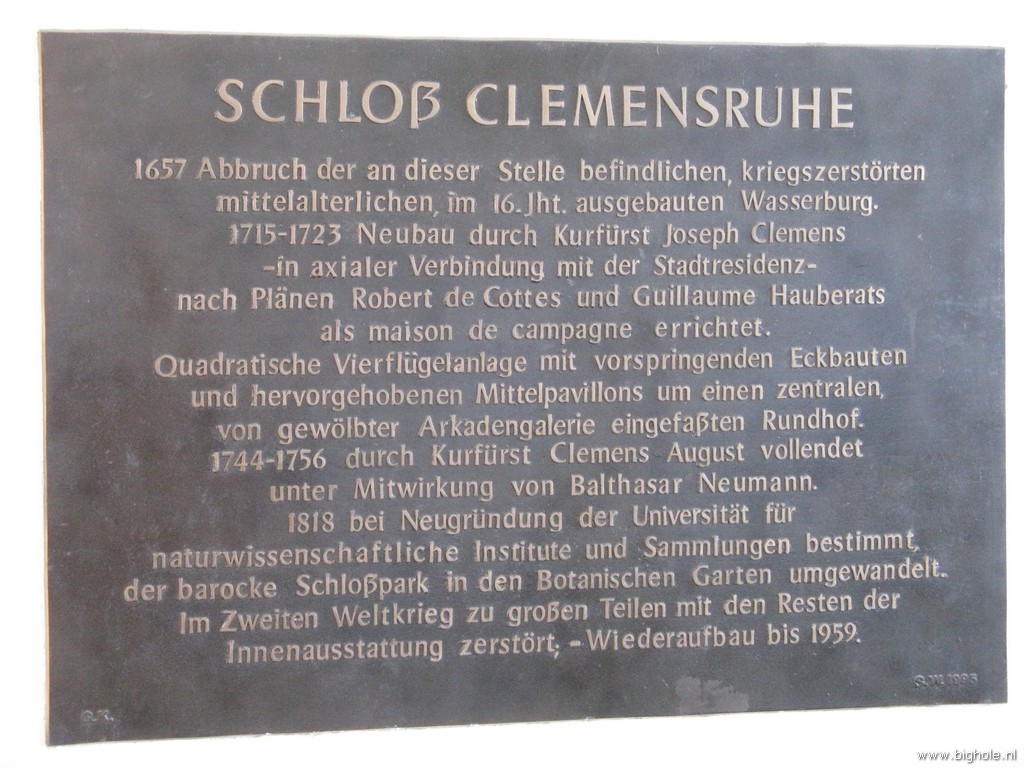 SCHLOß CLEMENSRUHE
1657 Abbruch der an dieser Stelle befindlichen, kriegszerstörten
mittelalterlichen, im 16. Jht. ausgebauten Wasserburg.
1715-1723 Neubau durch Kurfürst Joseph Clemens
-in axialer Verbindung mit der Stadtresidenz-
nach Plänen Robert de Cottes und Guillaume Hauberats
als maison de campagne errichtet.
Quadratische Vierflügelanlage mit vorspringenden Eckbauten
und hervorgehobenen Mittelpavillons um einen zentralen,
von gewölbter Arkadengalerie eingefaßten Rundhof.
1744-1756 durch Kurfürst Clemens August vollendet
unter Mitwirkung von Balthasar Neumann.
1818 bei Neugründung der Universität für
naturwissenschaftliche Institute und Sammlungen bestimmt,
der barocke Schloßpark in den Botanischen Garten umgewandelt.
Im Zweiten Weltkrieg zu großen Teilen mit den Resten der
Innenausstattung zerstört, - Wiederaufbau bis 1959.
G.K.
www.bighole.nl